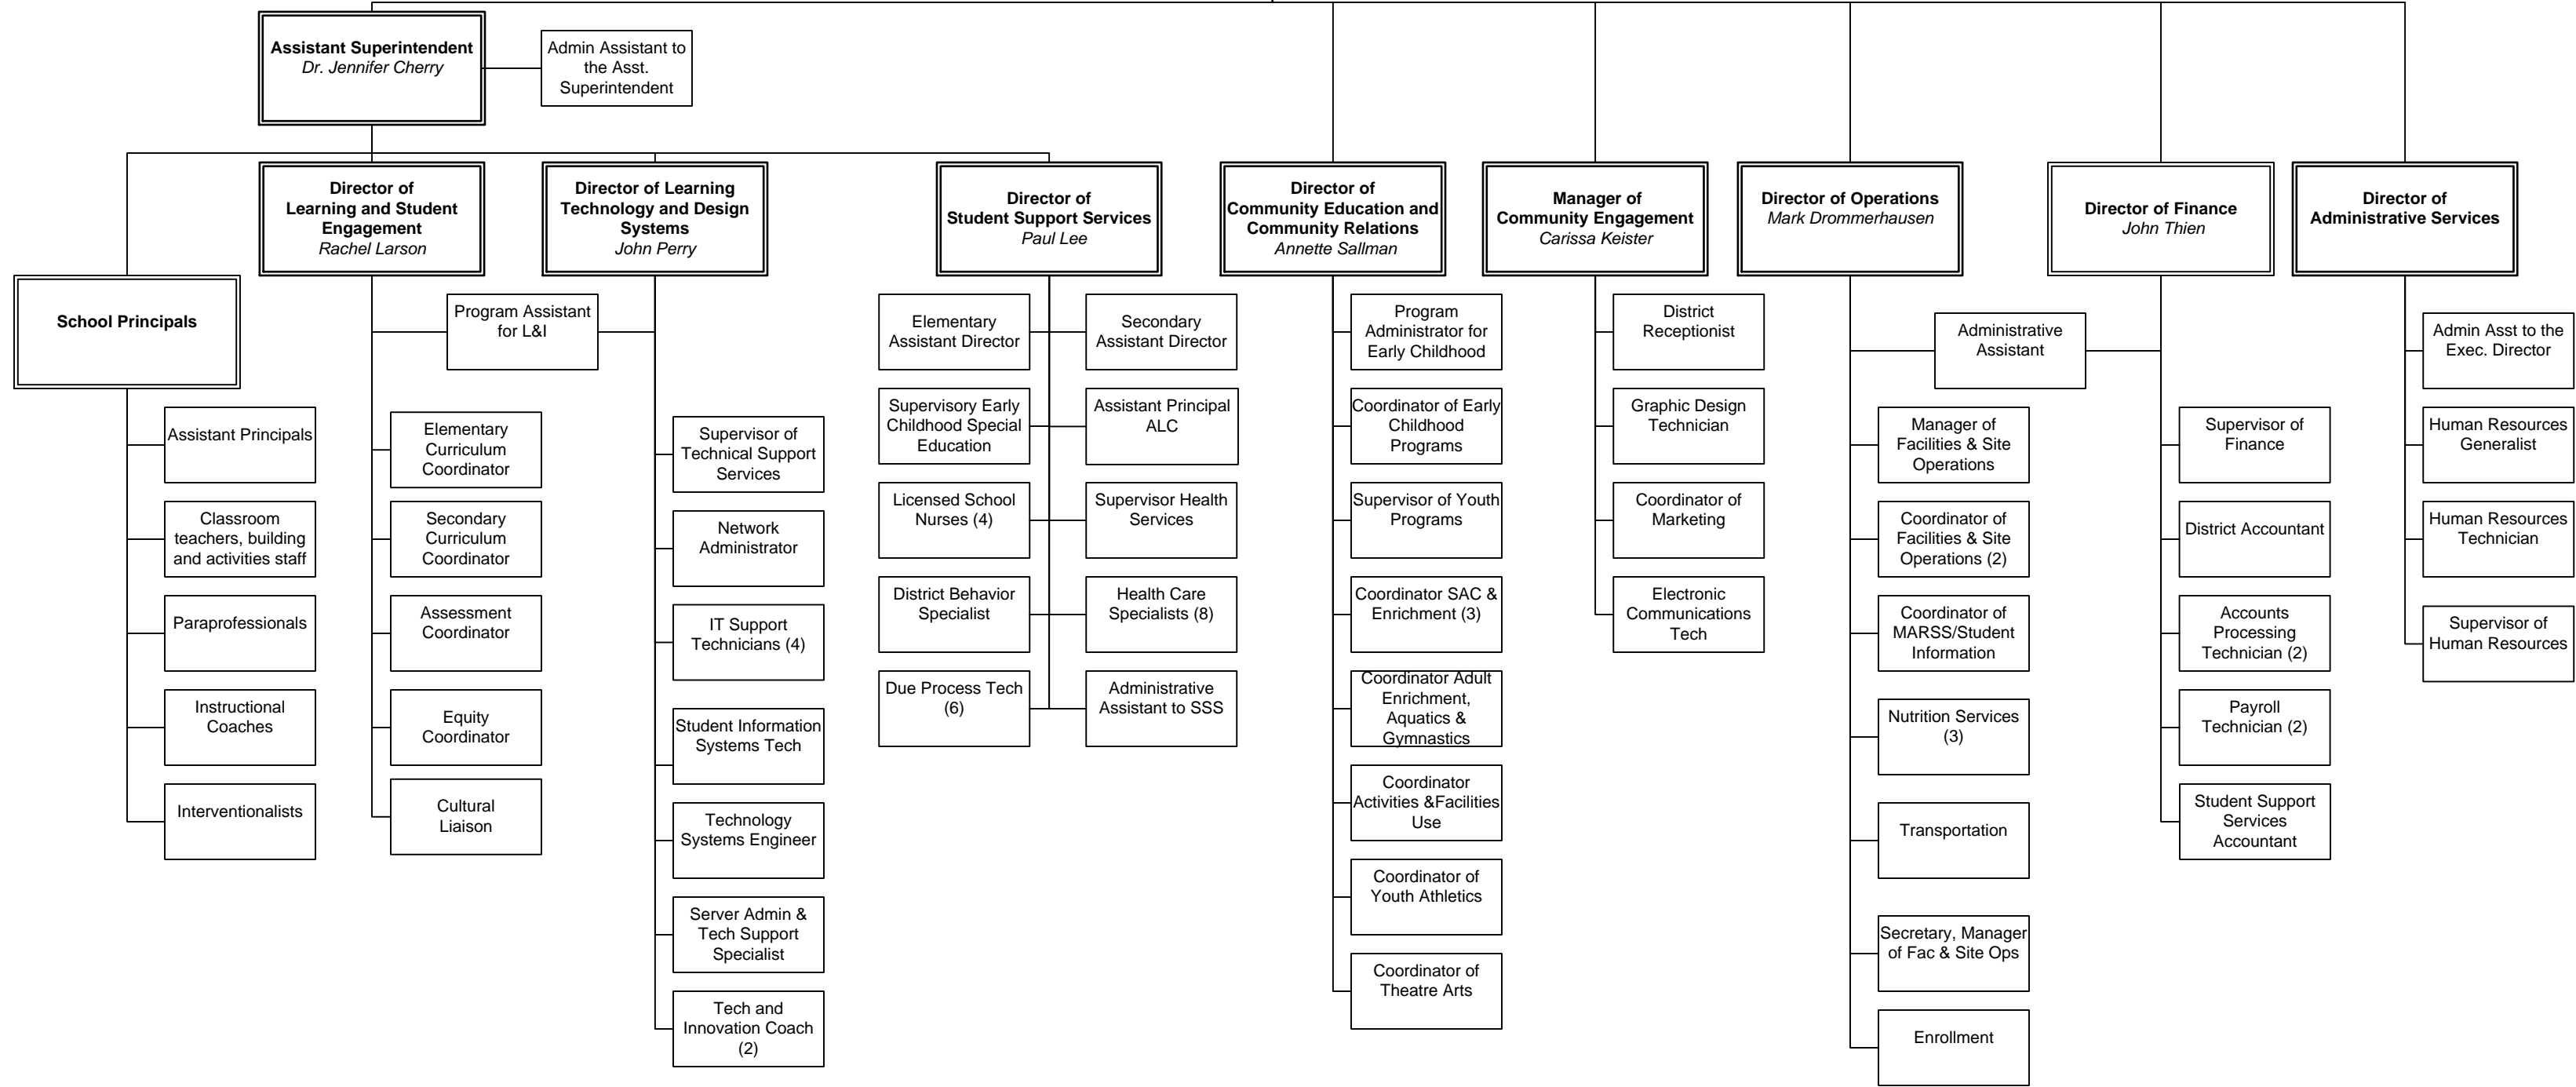 Assistant Superintendent
Dr. Jennifer Cherry
Admin Assistant to
the Asst.
Superintendent
School Principals
Assistant Principals
Classroom
teachers, building
and activities staff
Paraprofessionals
Instructional
Coaches
Interventionalists
Director of
Learning and Student
Engagement
Rachel Larson
Program Assistant
for L&I
Elementary
Curriculum
Coordinator
Secondary
Curriculum
Coordinator
Assessment
Coordinator
Equity
Coordinator
Cultural
Liaison
Director of Learning
Technology and Design
Systems
John Perry
Supervisor of
Technical Support
Services
Network
Administrator
IT Support
Technicians (4)
Student Information
Systems Tech
Technology
Systems Engineer
Server Admin &
Tech Support
Specialist
Tech and
Innovation Coach
(2)
Director of
Student Support Services
Paul Lee
Elementary
Assistant Director
Secondary
Assistant Director
Supervisory Early
Childhood Special
Education
Assistant Principal
ALC
Licensed School
Nurses (4)
Supervisor Health
Services
District Behavior
Specialist
Health Care
Specialists (8)
Due Process Tech
(6)
Administrative
Assistant to SSS
Director of
Community Education and
Community Relations
Annette Sallman
Program
Administrator for
Early Childhood
Coordinator of Early
Childhood
Programs
Supervisor of Youth
Programs
Coordinator SAC &
Enrichment (3)
Coordinator Adult
Enrichment,
Aquatics &
Gymnastics
Coordinator
Activities &Facilities
Use
Coordinator of
Youth Athletics
Coordinator of
Theatre Arts
Manager of
Community Engagement
Carissa Keister
District
Receptionist
Graphic Design
Technician
Coordinator of
Marketing
Electronic
Communications
Tech
Director of Operations
Mark Drommerhausen
Administrative
Assistant
Manager of
Facilities & Site
Operations
Coordinator of
Facilities & Site
Operations (2)
Coordinator of
MARSS/Student
Information
Nutrition Services
(3)
Transportation
Secretary, Manager
of Fac & Site Ops
Enrollment
Director of Finance
John Thien
Supervisor of
Finance
District Accountant
Accounts
Processing
Technician (2)
Payroll
Technician (2)
Student Support
Services
Accountant
Director of
Administrative Services
Admin Asst to the
Exec. Director
Human Resources
Generalist
Human Resources
Technician
Supervisor of
Human Resources